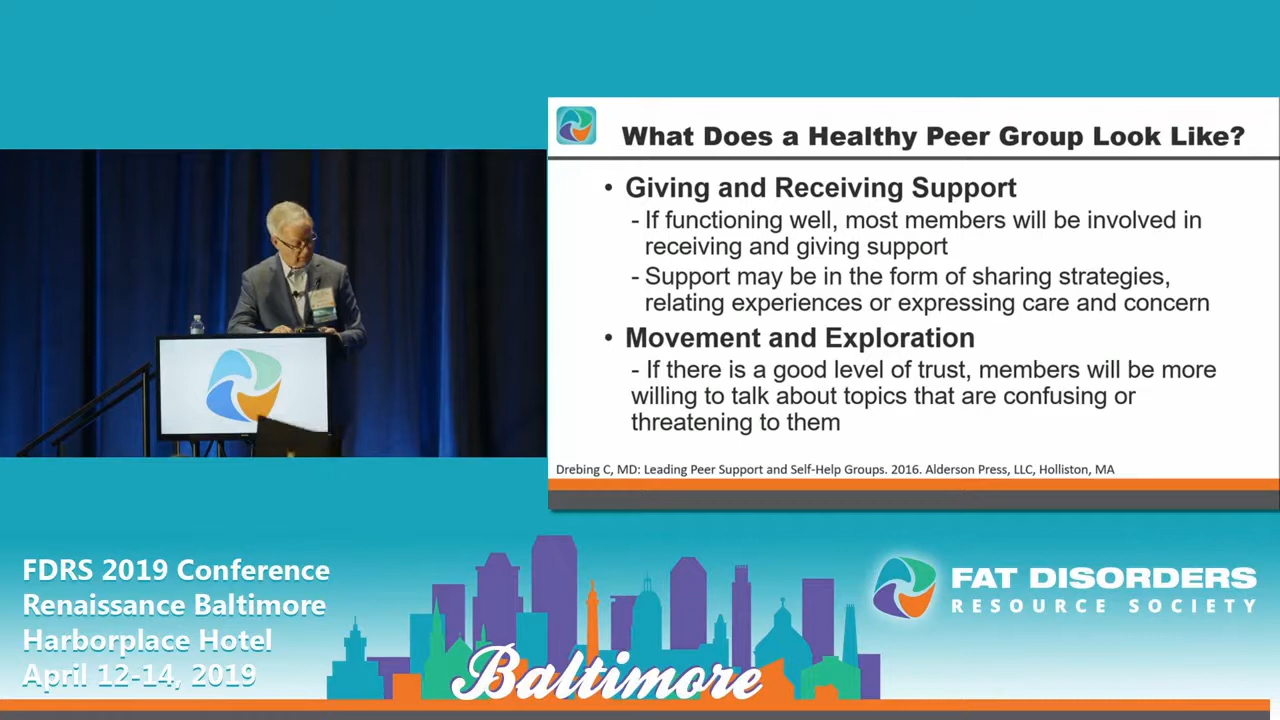 What Does a Healthy Peer Group Look Like?
• Giving and Receiving Support
- If functioning well, most members will be involved in
receiving and giving support
- Support may be in the form of sharing strategies,
relating experiences or expressing care and concern
• Movement and Exploration
- If there is a good level of trust, members will be more
willing to talk about topics that are confusing or
threatening to them
Drebing C, MD: Leading Peer Support and Self-Help Groups. 2016. Alderson Press, LLC, Holliston, MA
FDRS 2019 Conference
Renaissance Baltimore
Harborplace Hotel
April 12-14, 2019
Baltimore
FAT DISORDERS
RESOURCE SOCIETY